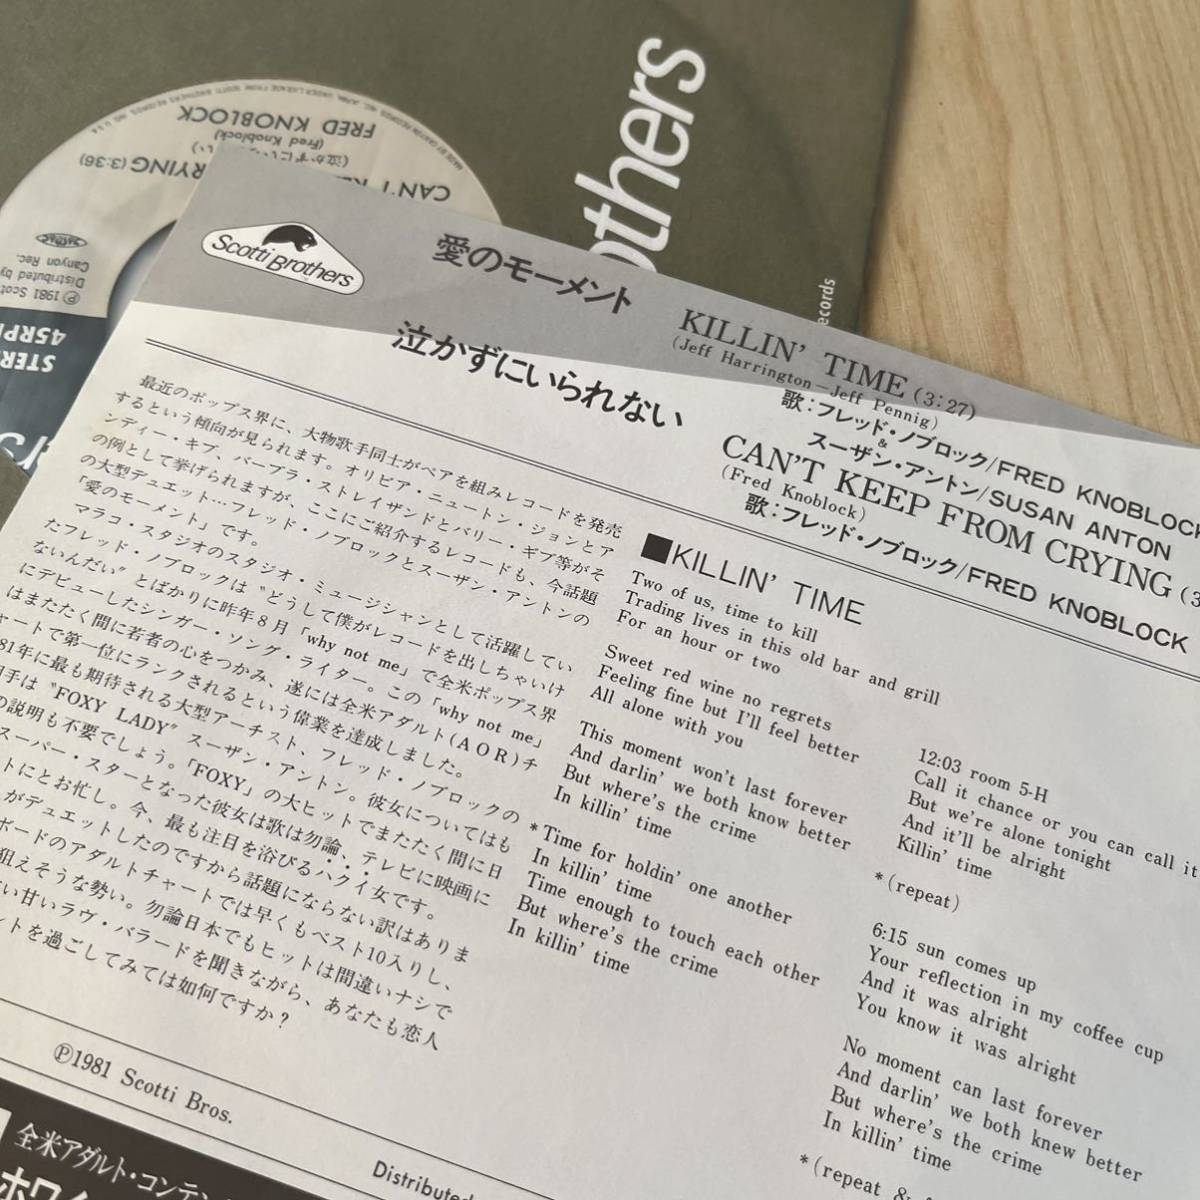 others
Records
MADE BY CANYON RECORDS INC. JAPAN, UNDER LICENSE FROM SCOTTI BROTHERS RECORDS, INC. U.S.A.
FRED KNOBLOCK
(Fred Knoblock)
(泣かずにい
CAN'T KE
RYING (3:36)
Ⓟ 1981 Scot
Distributed by
Canyon Rec.
STER
45RP
Scotti Brothers
愛のモーメント
KILLIN' TIME (3:27)
(Jeff Harrington—Jeff Pennig)
歌:フレッド・ノブロック/FRED KNOBLOCK
&
スーザン・アントン/SUSAN ANTON
泣かずにいられない
CAN'T KEEP FROM CRYING (3
(Fred Knoblock)
歌:フレッド・ノブロック/FRED KNOBLOCK
最近のポップス界に、大物歌手同士がペアを組みレコードを発売
するという傾向が見られます。オリビア・ニュートン・ジョンとア
ンディー・ギブ、バーブラ・ストレイザンドとバリー・ギブ等がそ
の例として挙げられますが、ここにご紹介するレコードも、今話題
の大型デュエット…フレッド・ノブロックとスーザン・アントンの
「愛のモーメント」です。
マラコ・スタジオのスタジオ・ミュージシャンとして活躍してい
たフレッド・ノブロックは〝どうして僕がレコードを出しちゃいけ
ないんだい〟とばかりに昨年8月「why not me」で全米ポップス界
にデビューしたシンガー・ソング・ライター。この「why not me」
はまたたく間に若者の心をつかみ、遂には全米アダルト(AOR)チ
ャートで第一位にランクされるという偉業を達成しました。
81年に最も期待される大型アーチスト、フレッド・ノブロックの
手は〝FOXY LADY〟スーザン・アントン。彼女についてはも
の説明も不要でしょう。「FOXY」の大ヒットでまたたく間に日
スーパー・スターとなった彼女は歌は勿論、テレビに映画に
トにとお忙し。今、最も注目を浴びるハクイ女です。
がデュエットしたのですから話題にならない訳はありま
ボードのアダルトチャートでは早くもベスト10入りし、
狙えそうな勢い。勿論日本でもヒットは間違いナシで
い甘いラヴ・バラードを聞きながら、あなたも恋人
ントを過ごしてみては如何ですか?
■KILLIN' TIME
Two of us, time to kill
Trading lives in this old bar and grill
For an hour or two
Sweet red wine no regrets
Feeling fine but I'll feel better
All alone with you
This moment won't last forever
And darlin' we both know better
But where's the crime
In killin' time
*Time for holdin' one another
In killin' time
Time enough to touch each other
But where's the crime
In killin' time
12:03 room 5-H
Call it chance or you can call it
But we're alone tonight
And it'll be alright
Killin' time
*(repeat)
6:15 sun comes up
Your reflection in my coffee cup
And it was alright
You know it was alright
No moment can last forever
And darlin' we both knew better
But where's the crime
In killin' time
*(repeat &
Ⓟ1981 Scotti Bros.
Distributed
全米アダルト・コンテン
ホワイ